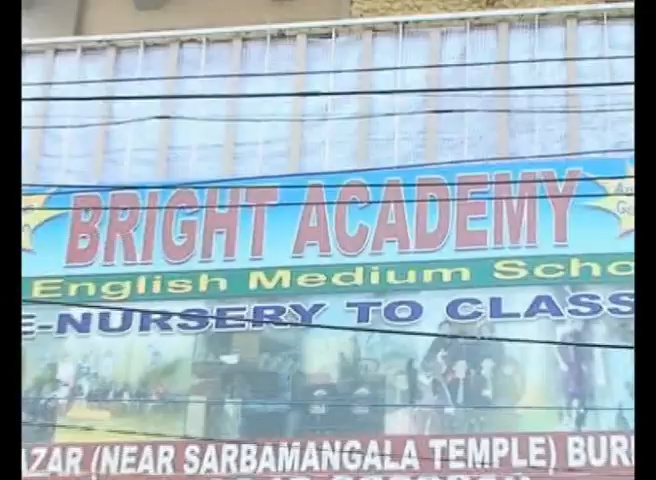 BRIGHT ACADEMY
English Medium Scho
E-NURSERY TO CLASS
AZAR (NEAR SARBAMANGALA TEMPLE) BUR